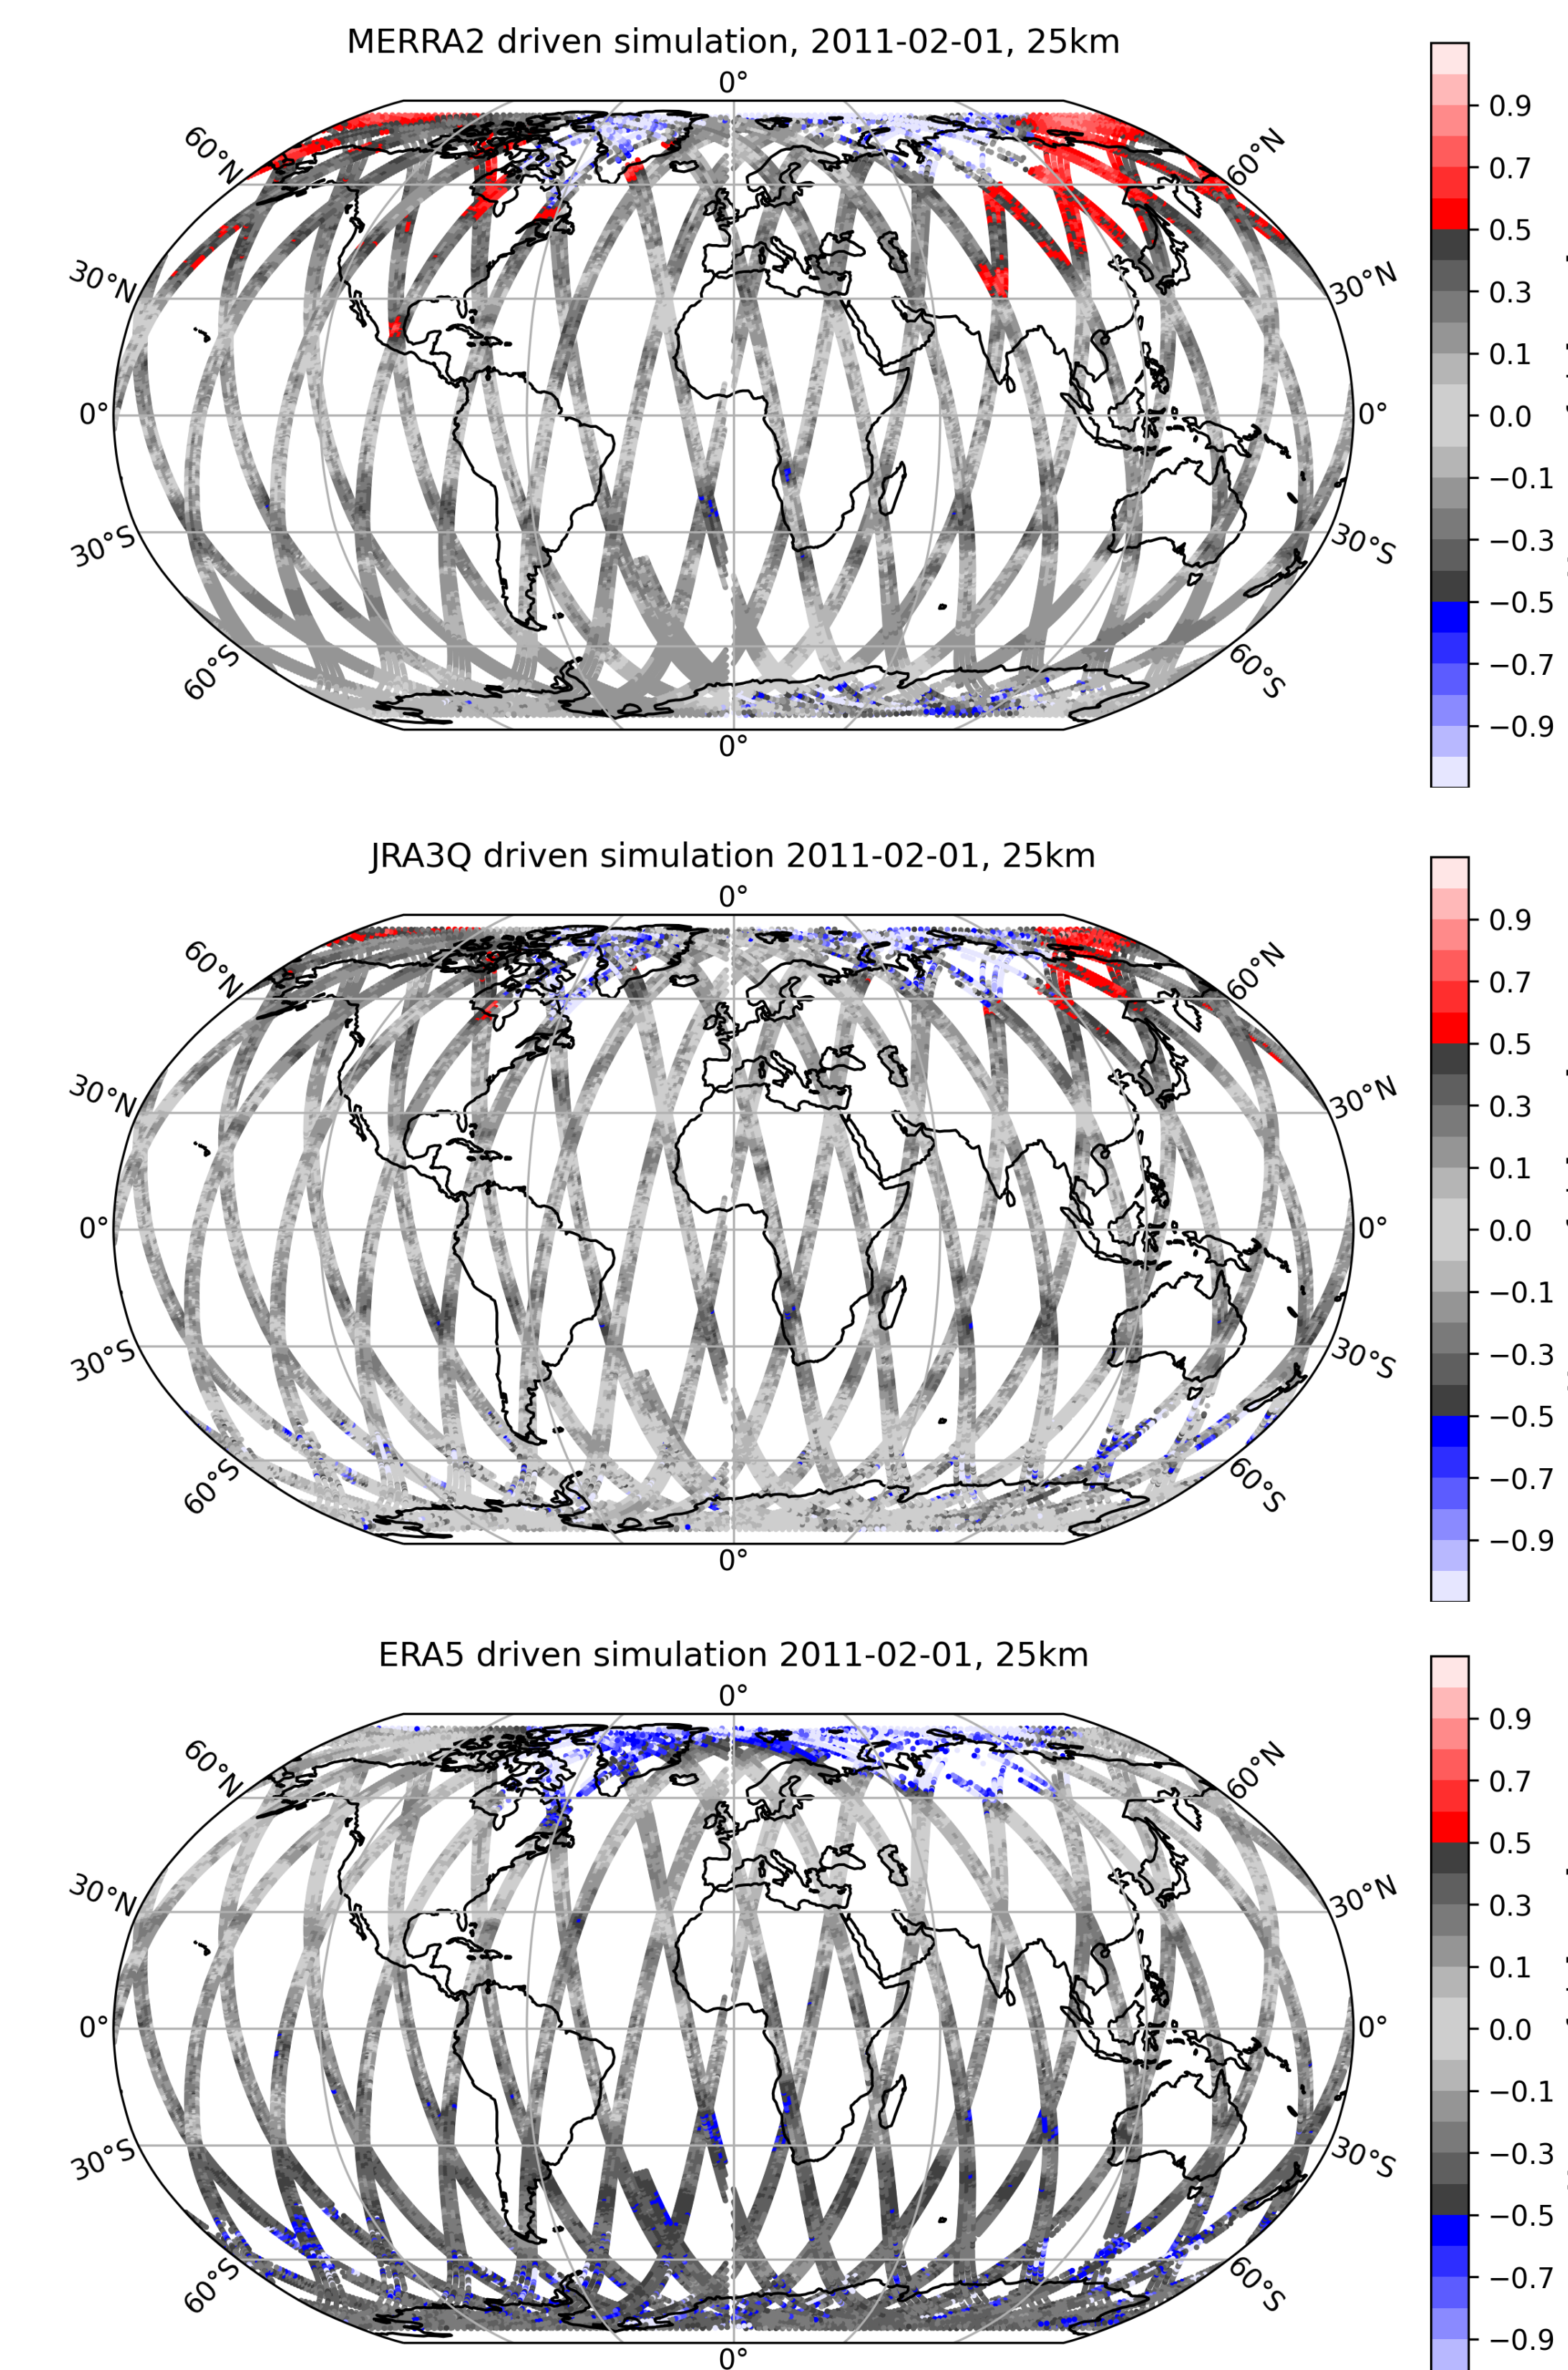 MERRA2 driven simulation, 2011-02-01, 25km
0°
60°N
60°N
30°N
30°N
0°
0°
30°S
30°S
60°S
60°S
0°
0.9
0.7
0.5
0.3
0.1
0.0
−0.1
−0.3
−0.5
−0.7
−0.9
JRA3Q driven simulation 2011-02-01, 25km
0°
60°N
60°N
30°N
30°N
0°
0°
30°S
30°S
60°S
60°S
0°
0.9
0.7
0.5
0.3
0.1
0.0
−0.1
−0.3
−0.5
−0.7
−0.9
ERA5 driven simulation 2011-02-01, 25km
0°
60°N
60°N
30°N
30°N
0°
0°
30°S
30°S
60°S
60°S
0°
0.9
0.7
0.5
0.3
0.1
0.0
−0.1
−0.3
−0.5
−0.7
−0.9